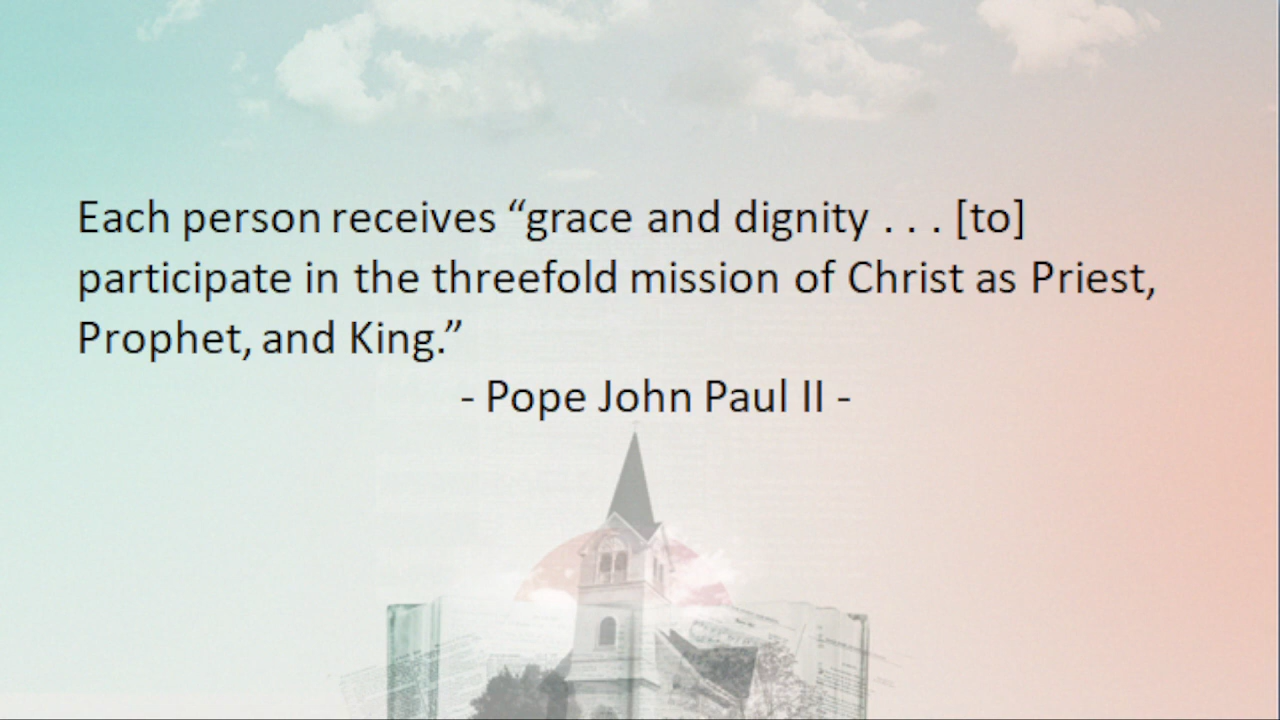 Each person receives “grace and dignity . . . [to]
participate in the threefold mission of Christ as Priest,
Prophet, and King.”
- Pope John Paul II -